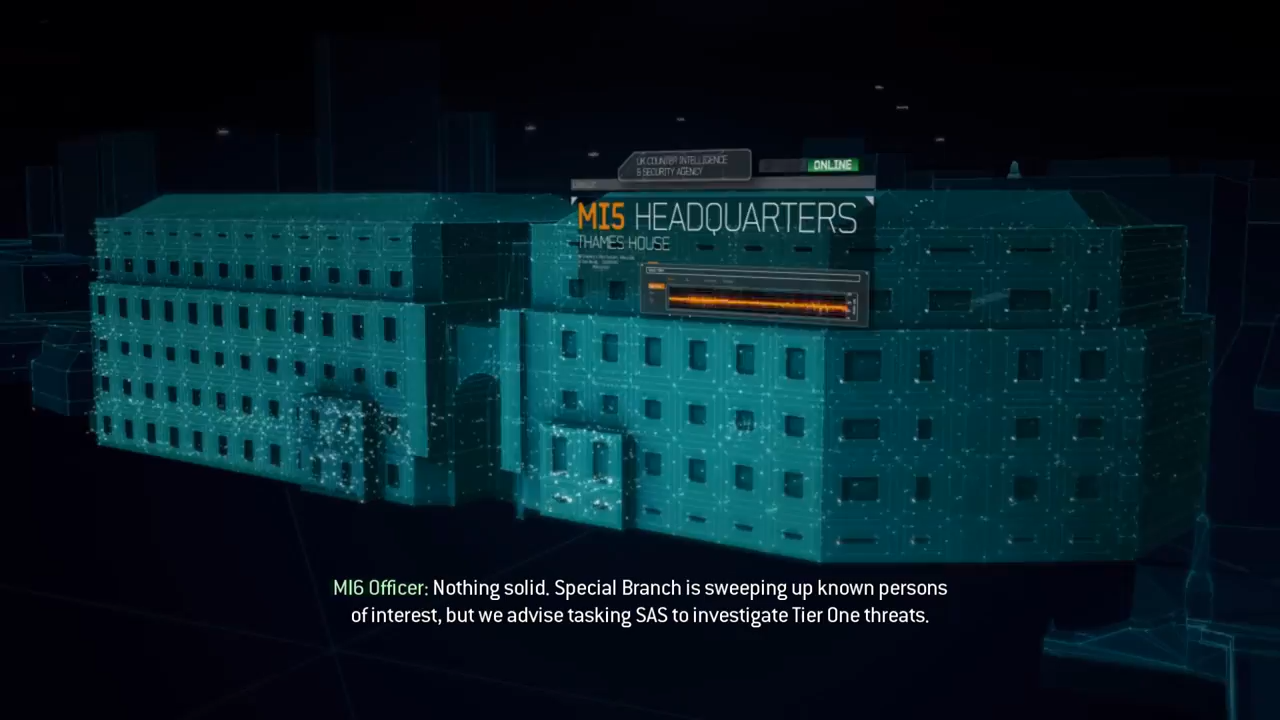 UK COUNTER INTELLIGENCE
& SECURITY AGENCY
ONLINE
MI5 HEADQUARTERS
THAMES HOUSE
MI6 Officer: Nothing solid. Special Branch is sweeping up known persons
of interest, but we advise tasking SAS to investigate Tier One threats.